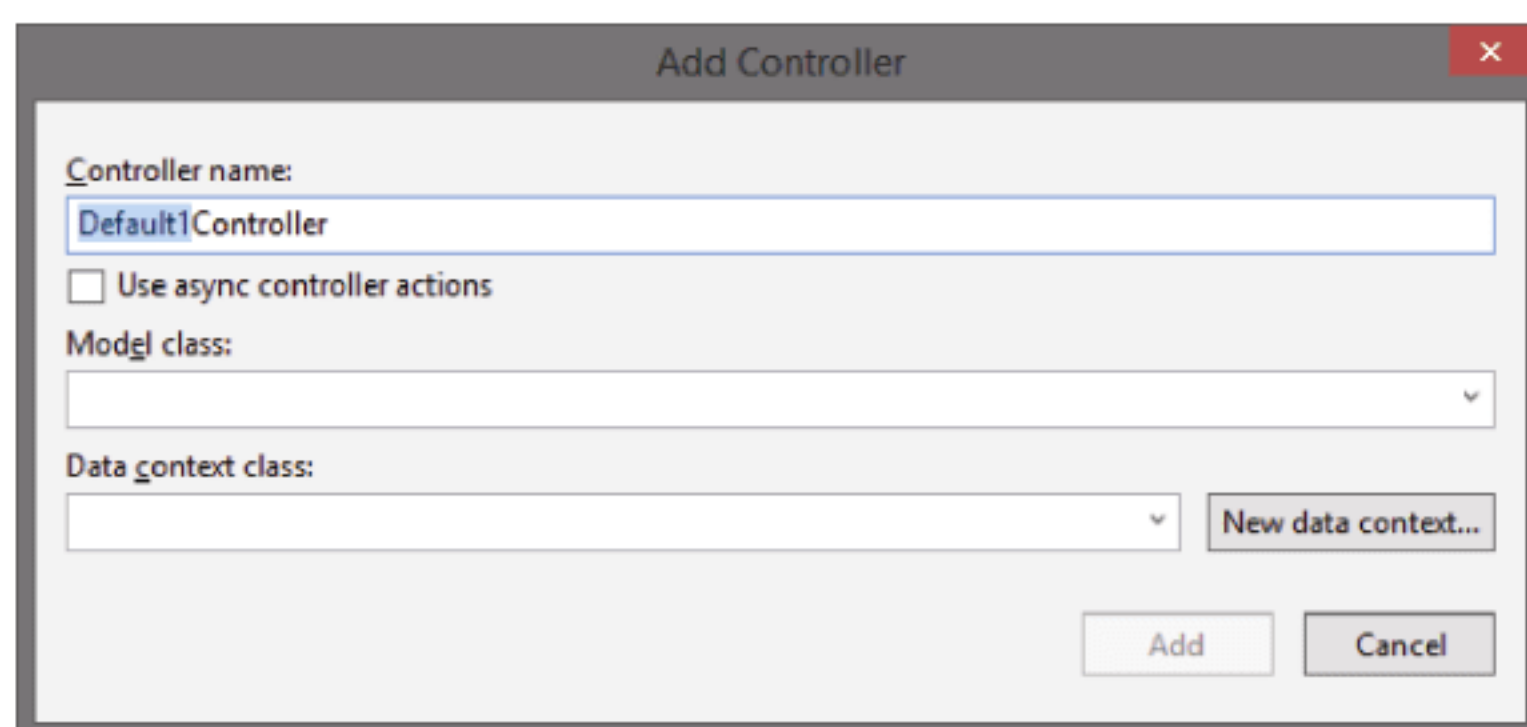 Add Controller
Controller name:
Default1Controller
Use async controller actions
Model class:
Data context class:
New data context...
Add
Cancel